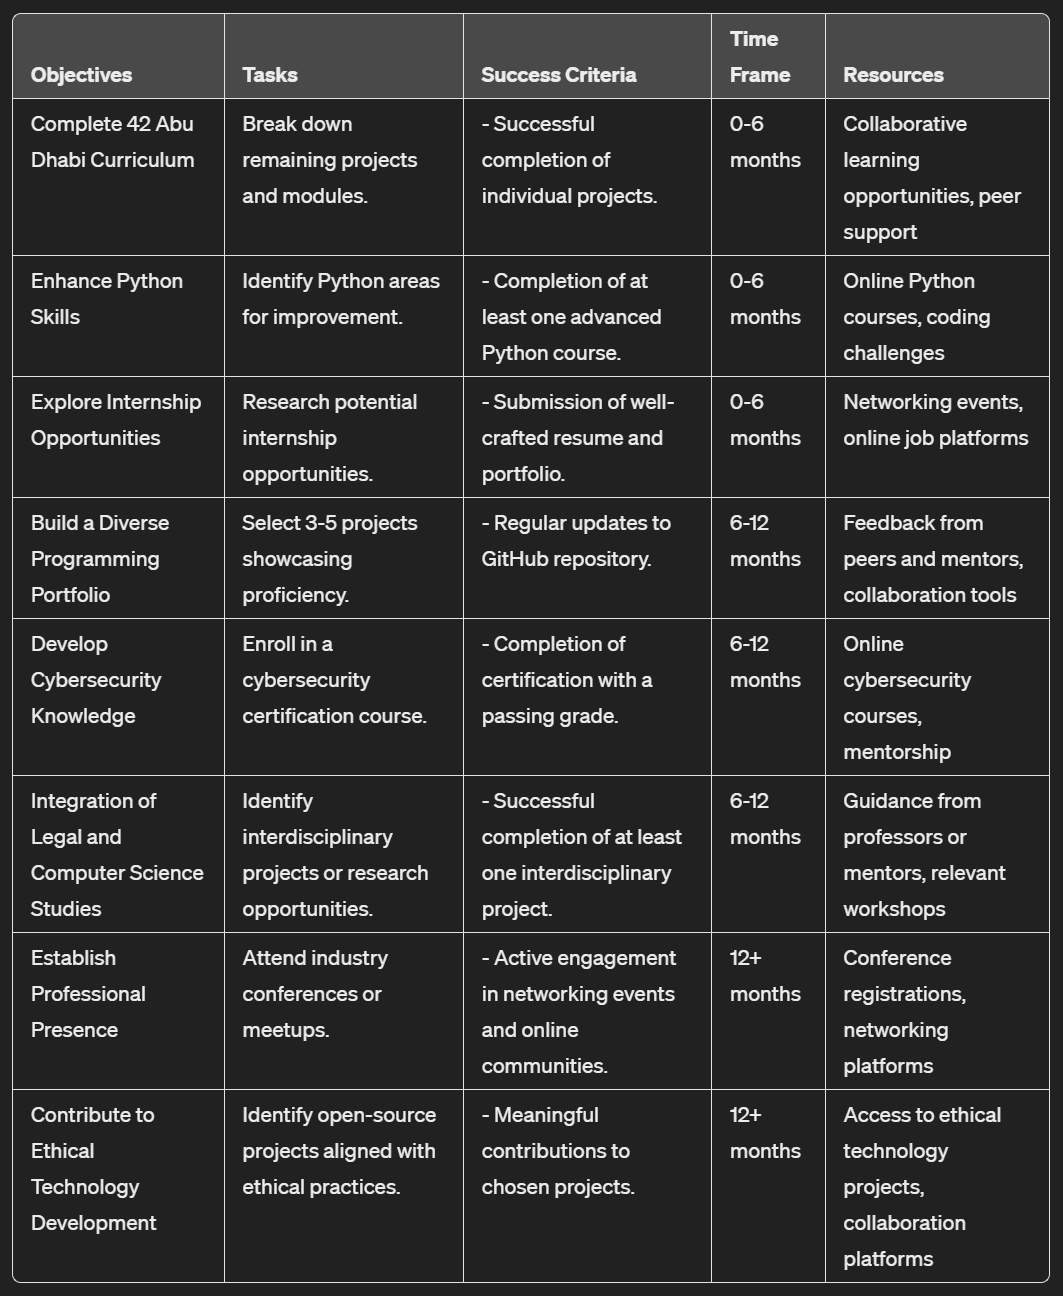 Objectives
Tasks
Success Criteria
Time
Frame
Resources
Complete 42 Abu
Dhabi Curriculum
Break down
remaining projects
and modules.
- Successful
completion of
individual projects.
0-6
months
Collaborative
learning
opportunities, peer
support
Enhance Python
Skills
Identify Python areas
for improvement.
- Completion of at
least one advanced
Python course.
0-6
months
Online Python
courses, coding
challenges
Explore Internship
Opportunities
Research potential
internship
opportunities.
- Submission of well-
crafted resume and
portfolio.
0-6
months
Networking events,
online job platforms
Build a Diverse
Programming
Portfolio
Select 3-5 projects
showcasing
proficiency.
- Regular updates to
GitHub repository.
6-12
months
Feedback from
peers and mentors,
collaboration tools
Develop
Cybersecurity
Knowledge
Enroll in a
cybersecurity
certification course.
- Completion of
certification with a
passing grade.
6-12
months
Online
cybersecurity
courses,
mentorship
Integration of
Legal and
Computer Science
Studies
Identify
interdisciplinary
projects or research
opportunities.
- Successful
completion of at least
one interdisciplinary
project.
6-12
months
Guidance from
professors or
mentors, relevant
workshops
Establish
Professional
Presence
Attend industry
conferences or
meetups.
- Active engagement
in networking events
and online
communities.
12+
months
Conference
registrations,
networking
platforms
Contribute to
Ethical
Technology
Development
Identify open-source
projects aligned with
ethical practices.
- Meaningful
contributions to
chosen projects.
12+
months
Access to ethical
technology
projects,
collaboration
platforms